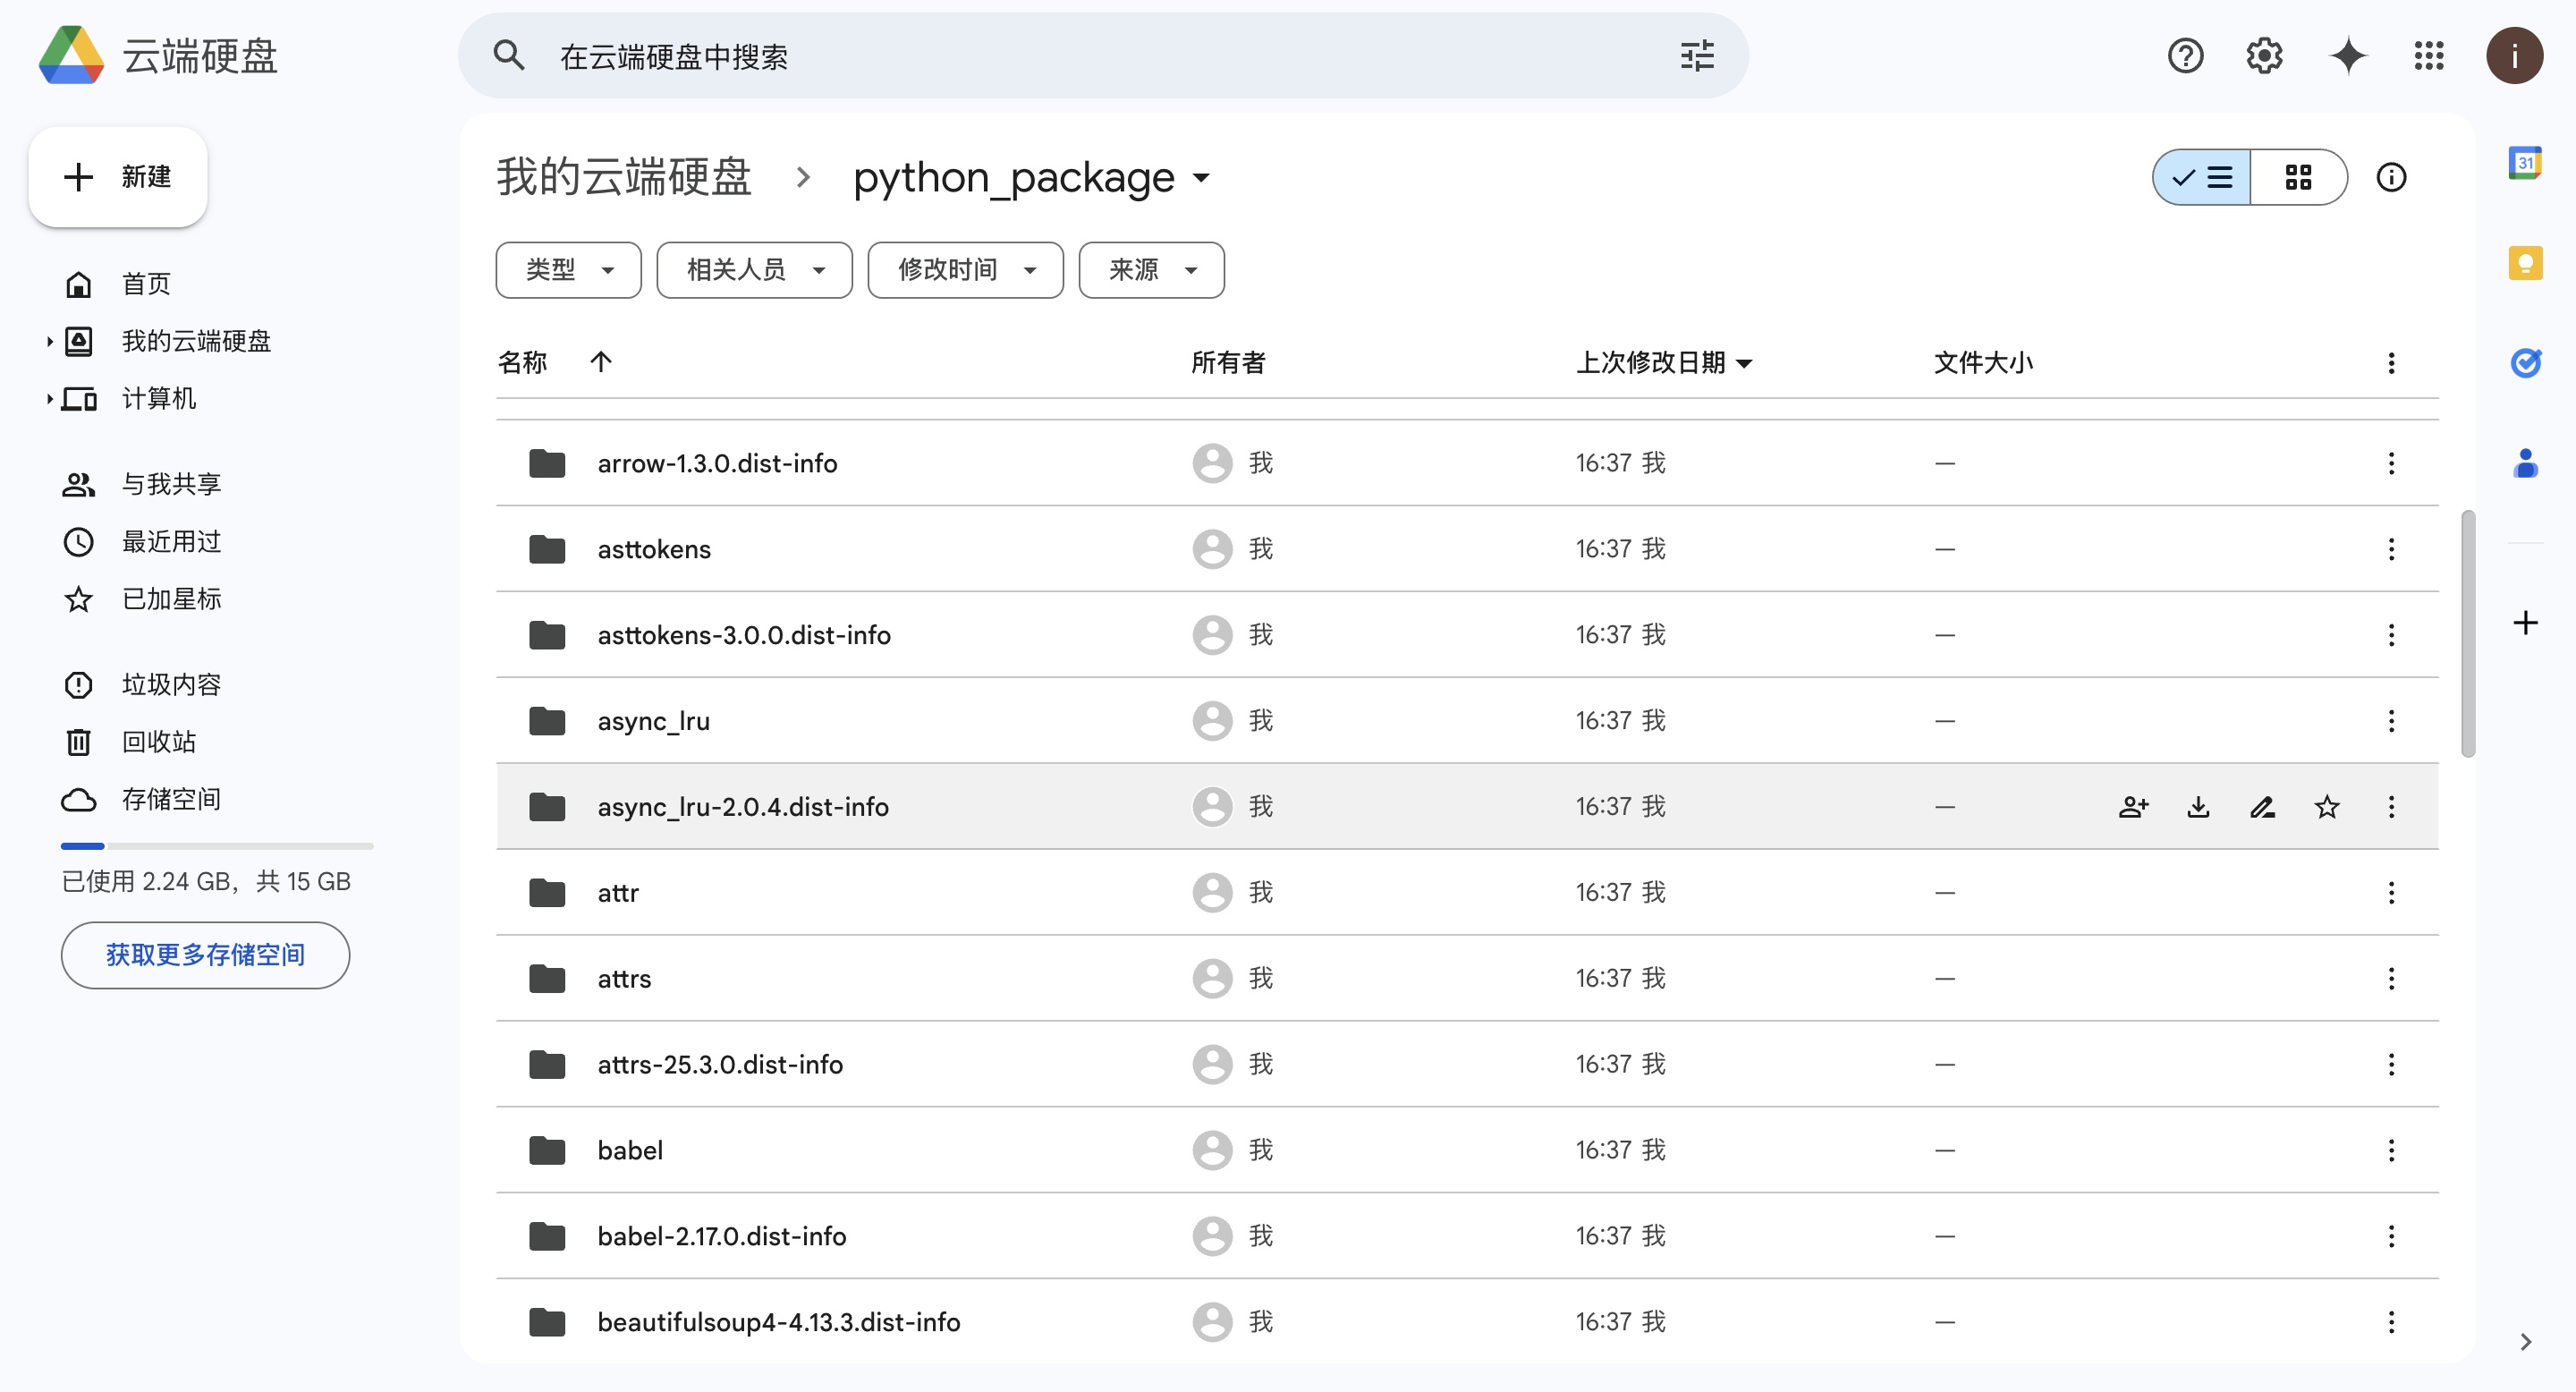 云端硬盘
在云端硬盘中搜索
i
新建
首页
我的云端硬盘
计算机
与我共享
最近用过
已加星标
垃圾内容
回收站
存储空间
已使用 2.24 GB，共 15 GB
获取更多存储空间
我的云端硬盘 python_package
类型 相关人员 修改时间 来源
名称 所有者 上次修改日期 文件大小
arrow-1.3.0.dist-info 我 16:37 我 —
asttokens 我 16:37 我 —
asttokens-3.0.0.dist-info 我 16:37 我 —
async_lru 我 16:37 我 —
async_lru-2.0.4.dist-info 我 16:37 我 —
attr 我 16:37 我 —
attrs 我 16:37 我 —
attrs-25.3.0.dist-info 我 16:37 我 —
babel 我 16:37 我 —
babel-2.17.0.dist-info 我 16:37 我 —
beautifulsoup4-4.13.3.dist-info 我 16:37 我 —
31